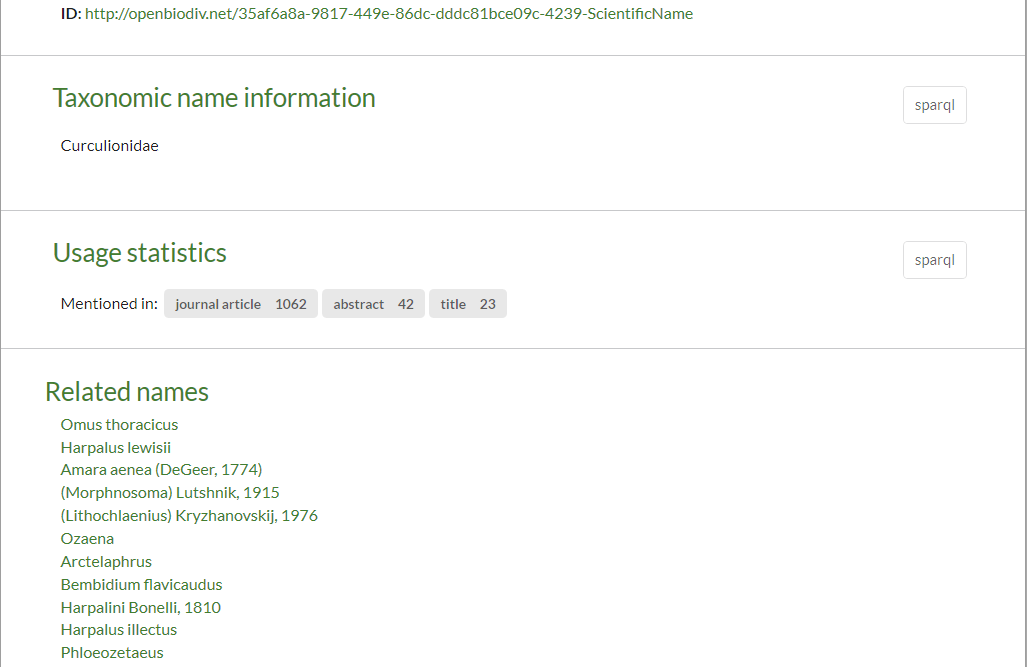 ID: http://openbiodiv.net/35af6a8a-9817-449e-86dc-dddc81bce09c-4239-ScientificName
Taxonomic name information
sparql
Curculionidae
Usage statistics
sparql
Mentioned in: journal article 1062 abstract 42 title 23
Related names
Omus thoracicus
Harpalus lewisii
Amara aenea (DeGeer, 1774)
(Morphnosoma) Lutshnik, 1915
(Lithochlaenius) Kryzhanovskij, 1976
Ozaena
Arctelaphrus
Bembidium flavicaudus
Harpalini Bonelli, 1810
Harpalus illectus
Phloeozetaeus